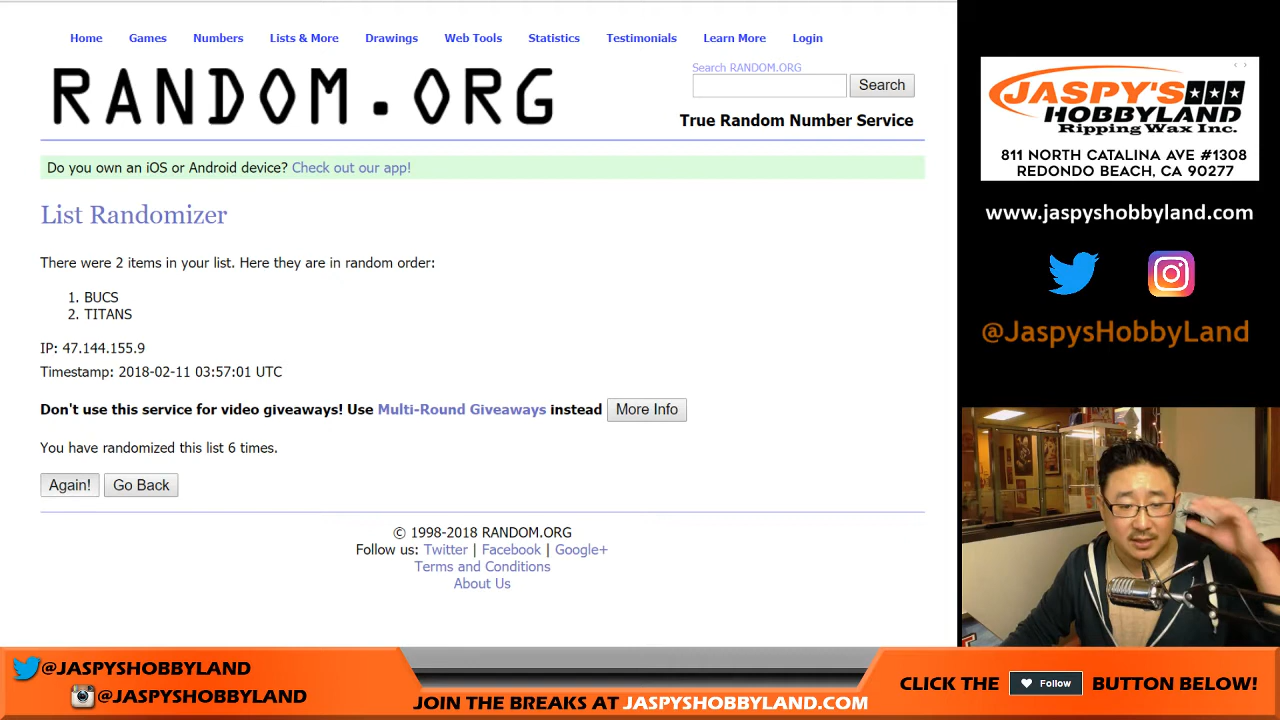 Home Games Numbers Lists & More Drawings Web Tools Statistics Testimonials Learn More Login
RANDOM.ORG
Search RANDOM.ORG
Search
True Random Number Service
Do you own an iOS or Android device? Check out our app!
List Randomizer
There were 2 items in your list. Here they are in random order:
1. BUCS
2. TITANS
IP: 47.144.155.9
Timestamp: 2018-02-11 03:57:01 UTC
Don't use this service for video giveaways! Use Multi-Round Giveaways instead More Info
You have randomized this list 6 times.
Again! Go Back
© 1998-2018 RANDOM.ORG
Follow us: Twitter | Facebook | Google+
Terms and Conditions
About Us
JASPY'S
HOBBYLAND
Ripping Wax Inc.
811 NORTH CATALINA AVE #1308
REDONDO BEACH, CA 90277
www.jaspyshobbyland.com
@JaspysHobbyLand
@JASPYSHOBBYLAND
@JASPYSHOBBYLAND
JOIN THE BREAKS AT JASPYSHOBBYLAND.COM
CLICK THE Follow BUTTON BELOW!